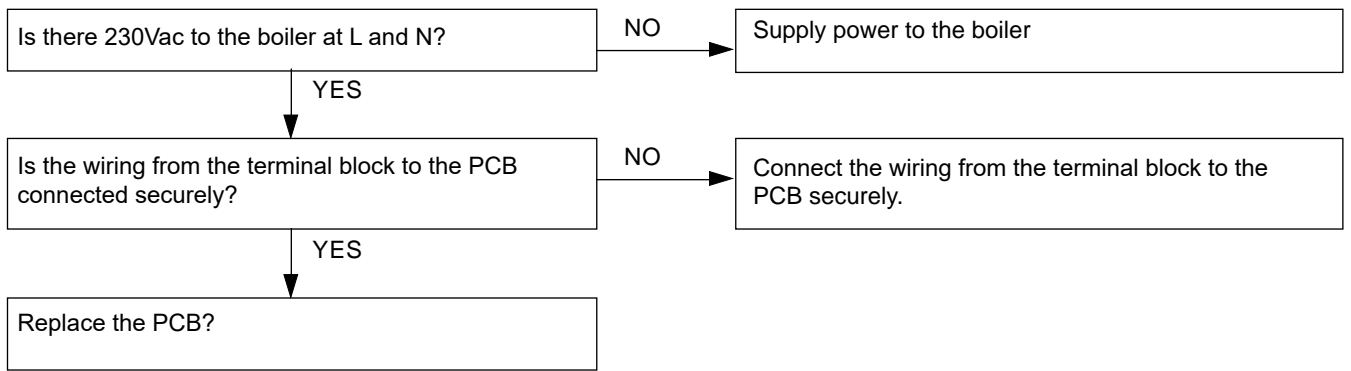 Is there 230Vac to the boiler at L and N?
NO
Supply power to the boiler
YES
Is the wiring from the terminal block to the PCB
connected securely?
NO
Connect the wiring from the terminal block to the
PCB securely.
YES
Replace the PCB?